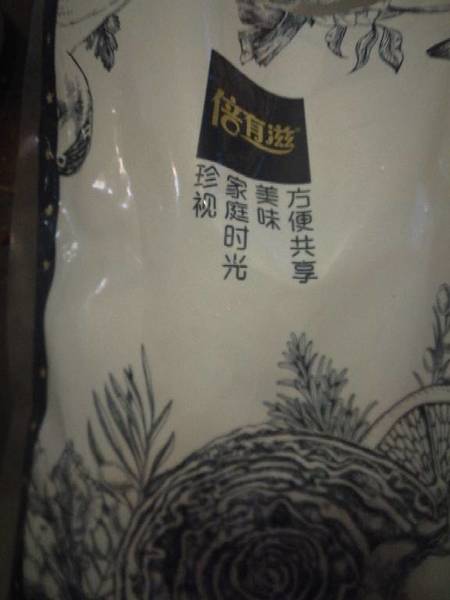 倍有滋
方便共享
美味
家庭时光
珍视